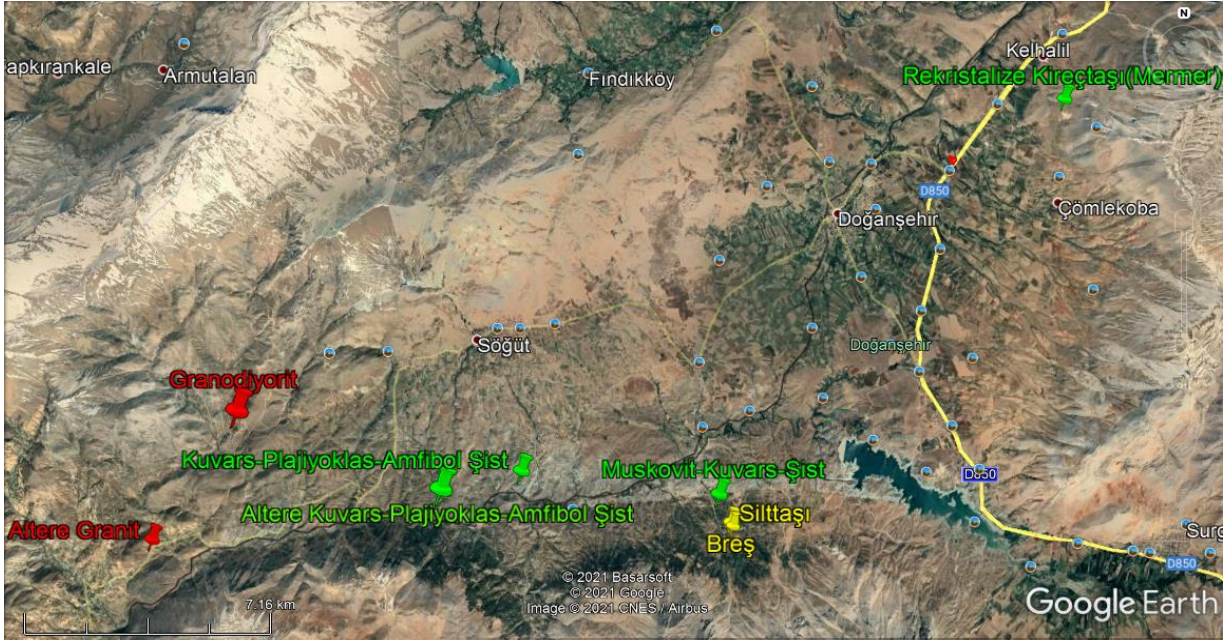 N
Kelhalil
Armutalan
Fındıkköy
Rekristalize Kireçtaşı(Mermer)
D850
Çömlekoba
Doğanşehir
Söğüt
Doğanşehir
Granodiyorit
Kuvars-Plajiyoklas-Amfibol Şist
Muskovit-Kuvars-Şist
D850
Altere Kuvars-Plajiyoklas-Amfibol Şist
Silttaşı
Altere Granit
Breş
Surg
D850
© 2021 Basarsoft
© 2021 Google
Image © 2021 CNES / Airbus
7.16 km
Google Earth